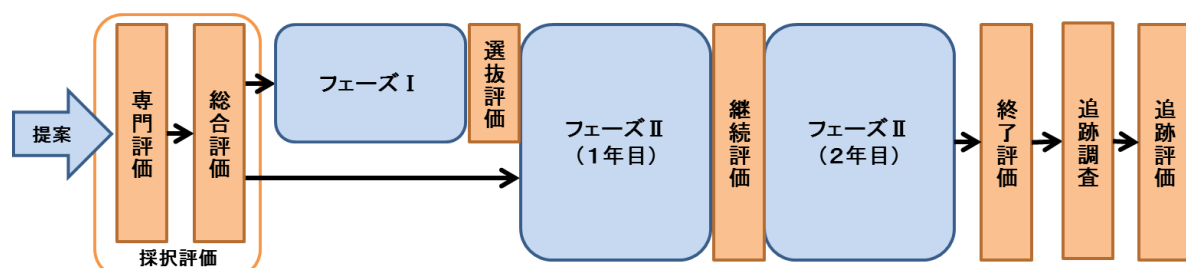 提案
専門評価
総合評価
採択評価
フェーズⅠ
選抜評価
フェーズⅡ
（1年目）
継続評価
フェーズⅡ
（2年目）
終了評価
追跡調査
追跡評価